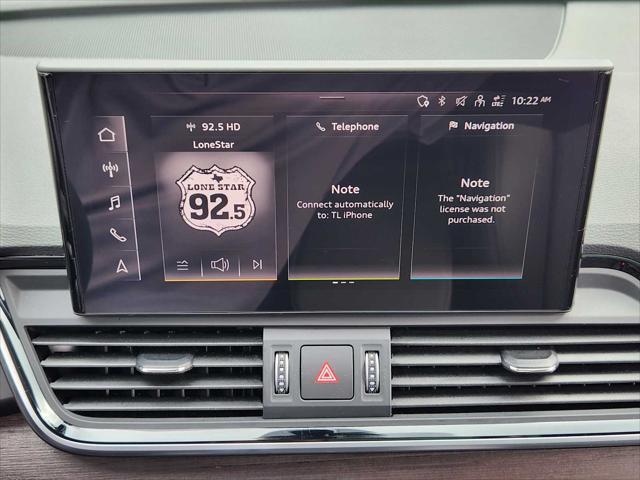 10:22 AM
92.5 HD
LoneStar
LONE STAR
92.5
Telephone
Note
Connect automatically
to: TL iPhone
Navigation
Note
The "Navigation"
license was not
purchased.